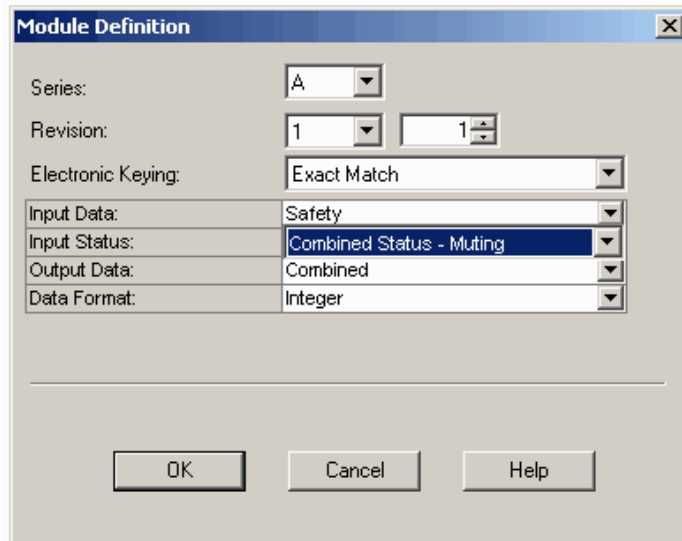 Module Definition
Series: A
Revision: 1 1
Electronic Keying: Exact Match
Input Data: Safety
Input Status: Combined Status - Muting
Output Data: Combined
Data Format: Integer
OK Cancel Help